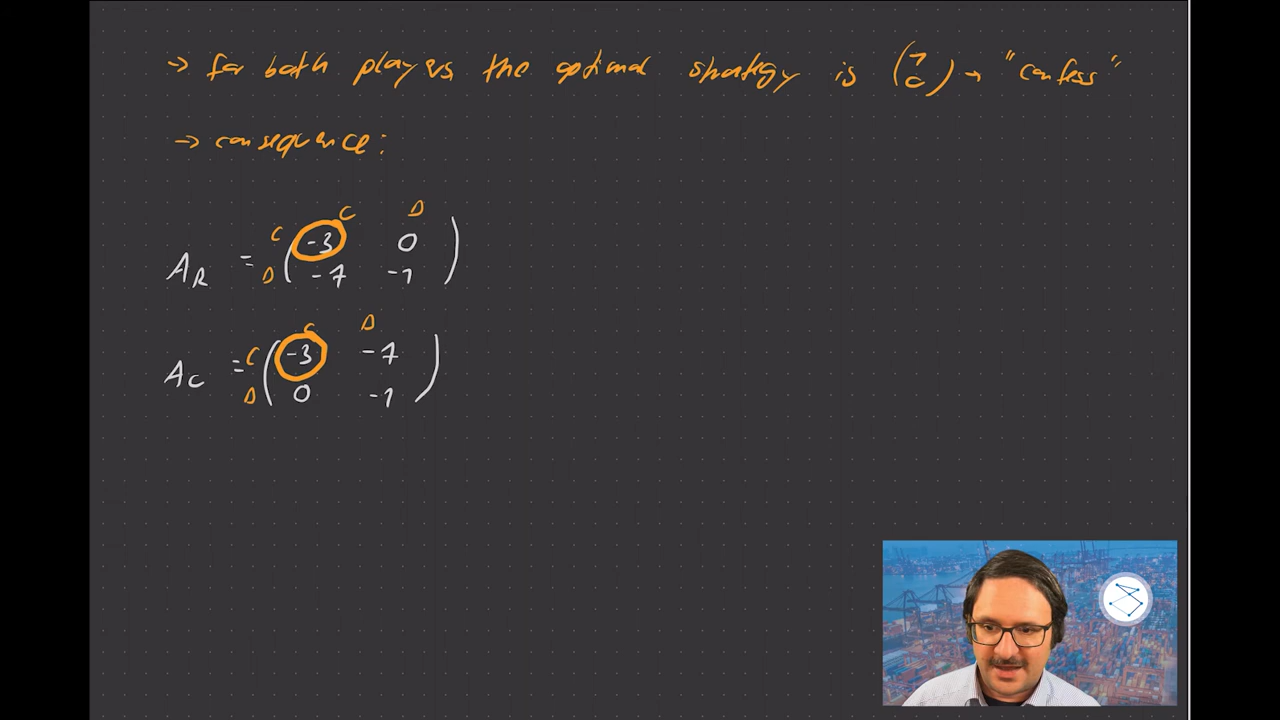 → for both players the optimal strategy is (1 0) → "confess"
→ consequence:
C D
A_R = C ( -3 0 )
D ( -7 -1 )
C D
A_C = C ( -3 -7 )
D ( 0 -1 )